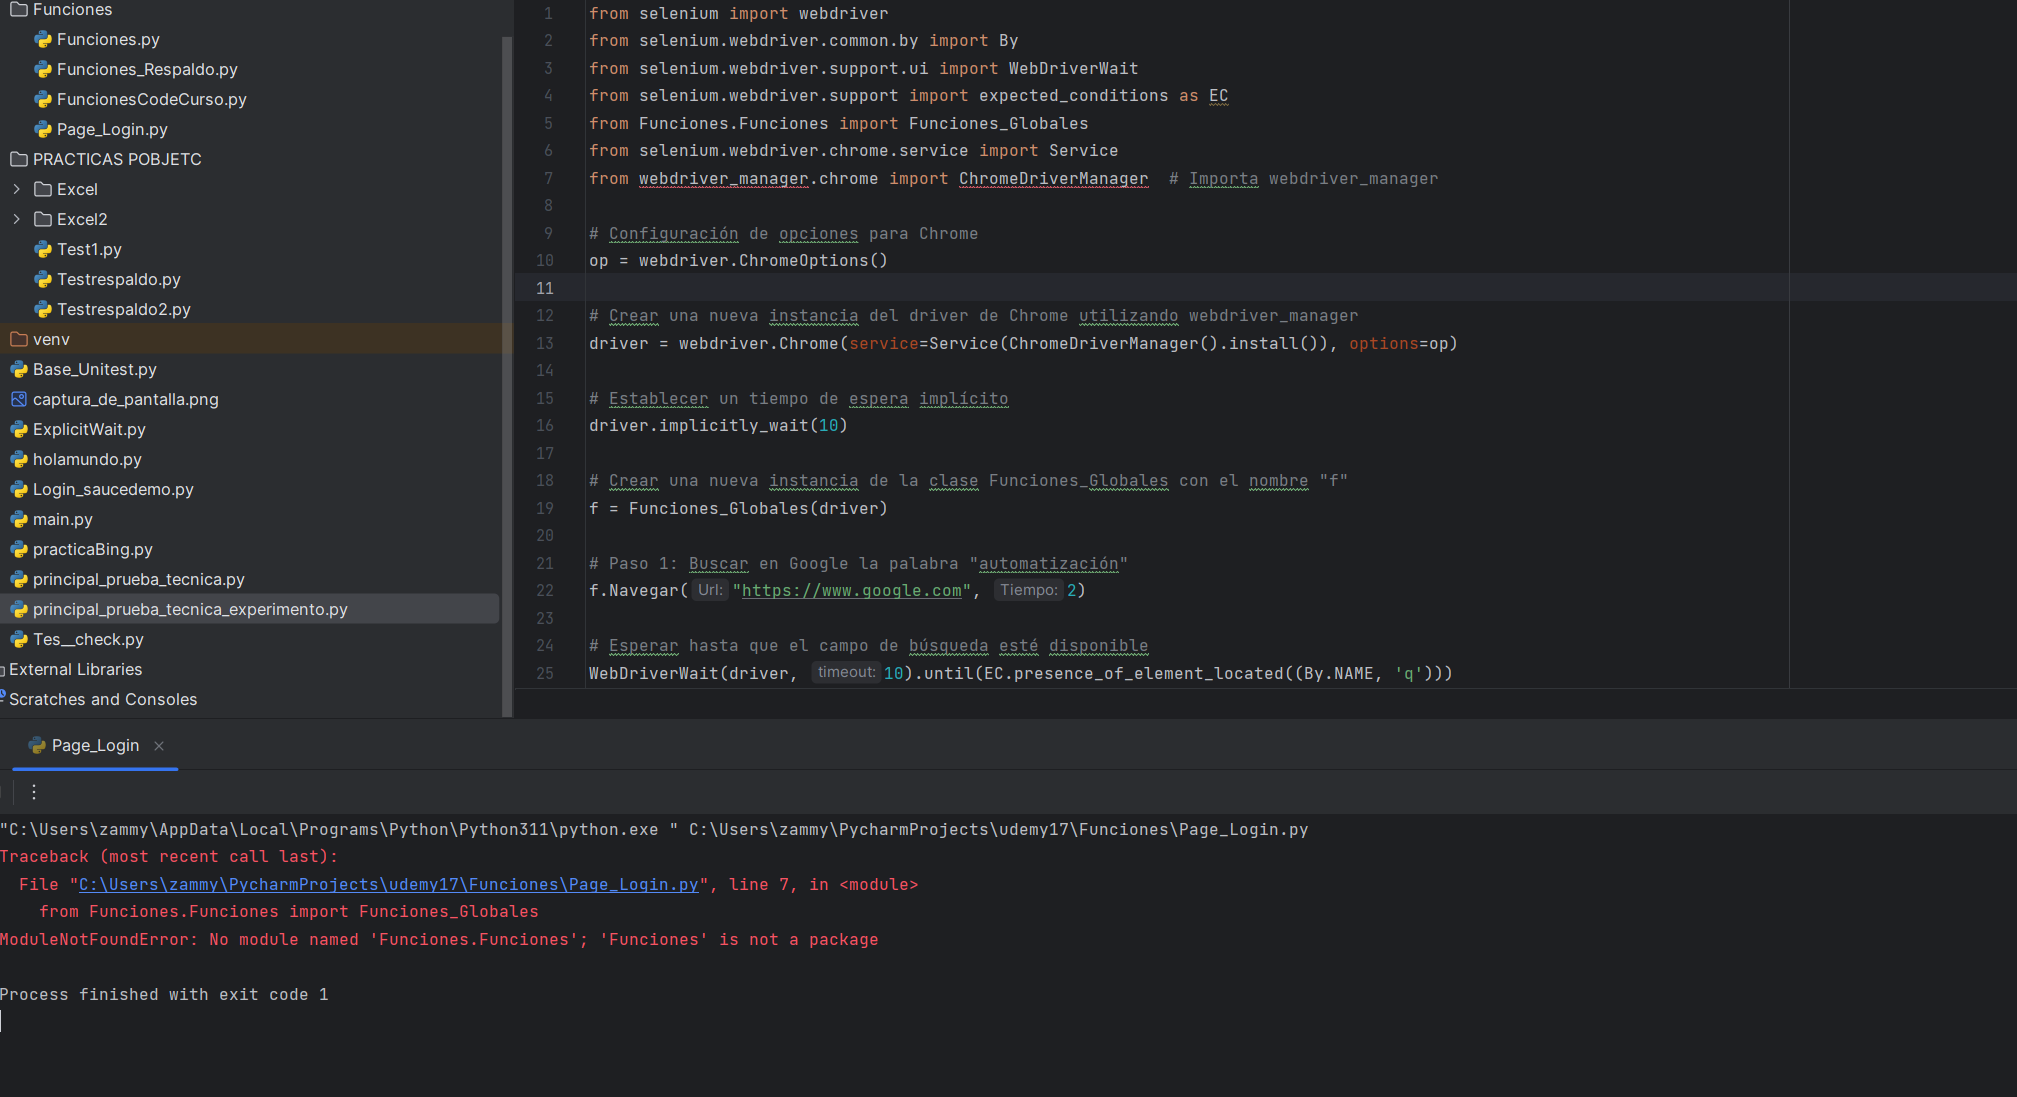 Funciones
Funciones.py
Funciones_Respaldo.py
FuncionesCodeCurso.py
Page_Login.py
PRACTICAS POBJETC
Excel
Excel2
Test1.py
Testrespaldo.py
Testrespaldo2.py
venv
Base_Unitest.py
captura_de_pantalla.png
ExplicitWait.py
holamundo.py
Login_saucedemo.py
main.py
practicaBing.py
principal_prueba_tecnica.py
principal_prueba_tecnica_experimento.py
Tes__check.py
External Libraries
Scratches and Consoles
1 from selenium import webdriver
2 from selenium.webdriver.common.by import By
3 from selenium.webdriver.support.ui import WebDriverWait
4 from selenium.webdriver.support import expected_conditions as EC
5 from Funciones.Funciones import Funciones_Globales
6 from selenium.webdriver.chrome.service import Service
7 from webdriver_manager.chrome import ChromeDriverManager  # Importa webdriver_manager
8
9 # Configuración de opciones para Chrome
10 op = webdriver.ChromeOptions()
11
12 # Crear una nueva instancia del driver de Chrome utilizando webdriver_manager
13 driver = webdriver.Chrome(service=Service(ChromeDriverManager().install()), options=op)
14
15 # Establecer un tiempo de espera implícito
16 driver.implicitly_wait(10)
17
18 # Crear una nueva instancia de la clase Funciones_Globales con el nombre "f"
19 f = Funciones_Globales(driver)
20
21 # Paso 1: Buscar en Google la palabra "automatización"
22 f.Navegar( Url: "https://www.google.com", Tiempo: 2)
23
24 # Esperar hasta que el campo de búsqueda esté disponible
25 WebDriverWait(driver, timeout: 10).until(EC.presence_of_element_located((By.NAME, 'q')))
Page_Login
"C:\Users\zammy\AppData\Local\Programs\Python\Python311\python.exe " C:\Users\zammy\PycharmProjects\udemy17\Funciones\Page_Login.py
Traceback (most recent call last):
File "C:\Users\zammy\PycharmProjects\udemy17\Funciones\Page_Login.py", line 7, in <module>
from Funciones.Funciones import Funciones_Globales
ModuleNotFoundError: No module named 'Funciones.Funciones'; 'Funciones' is not a package
Process finished with exit code 1